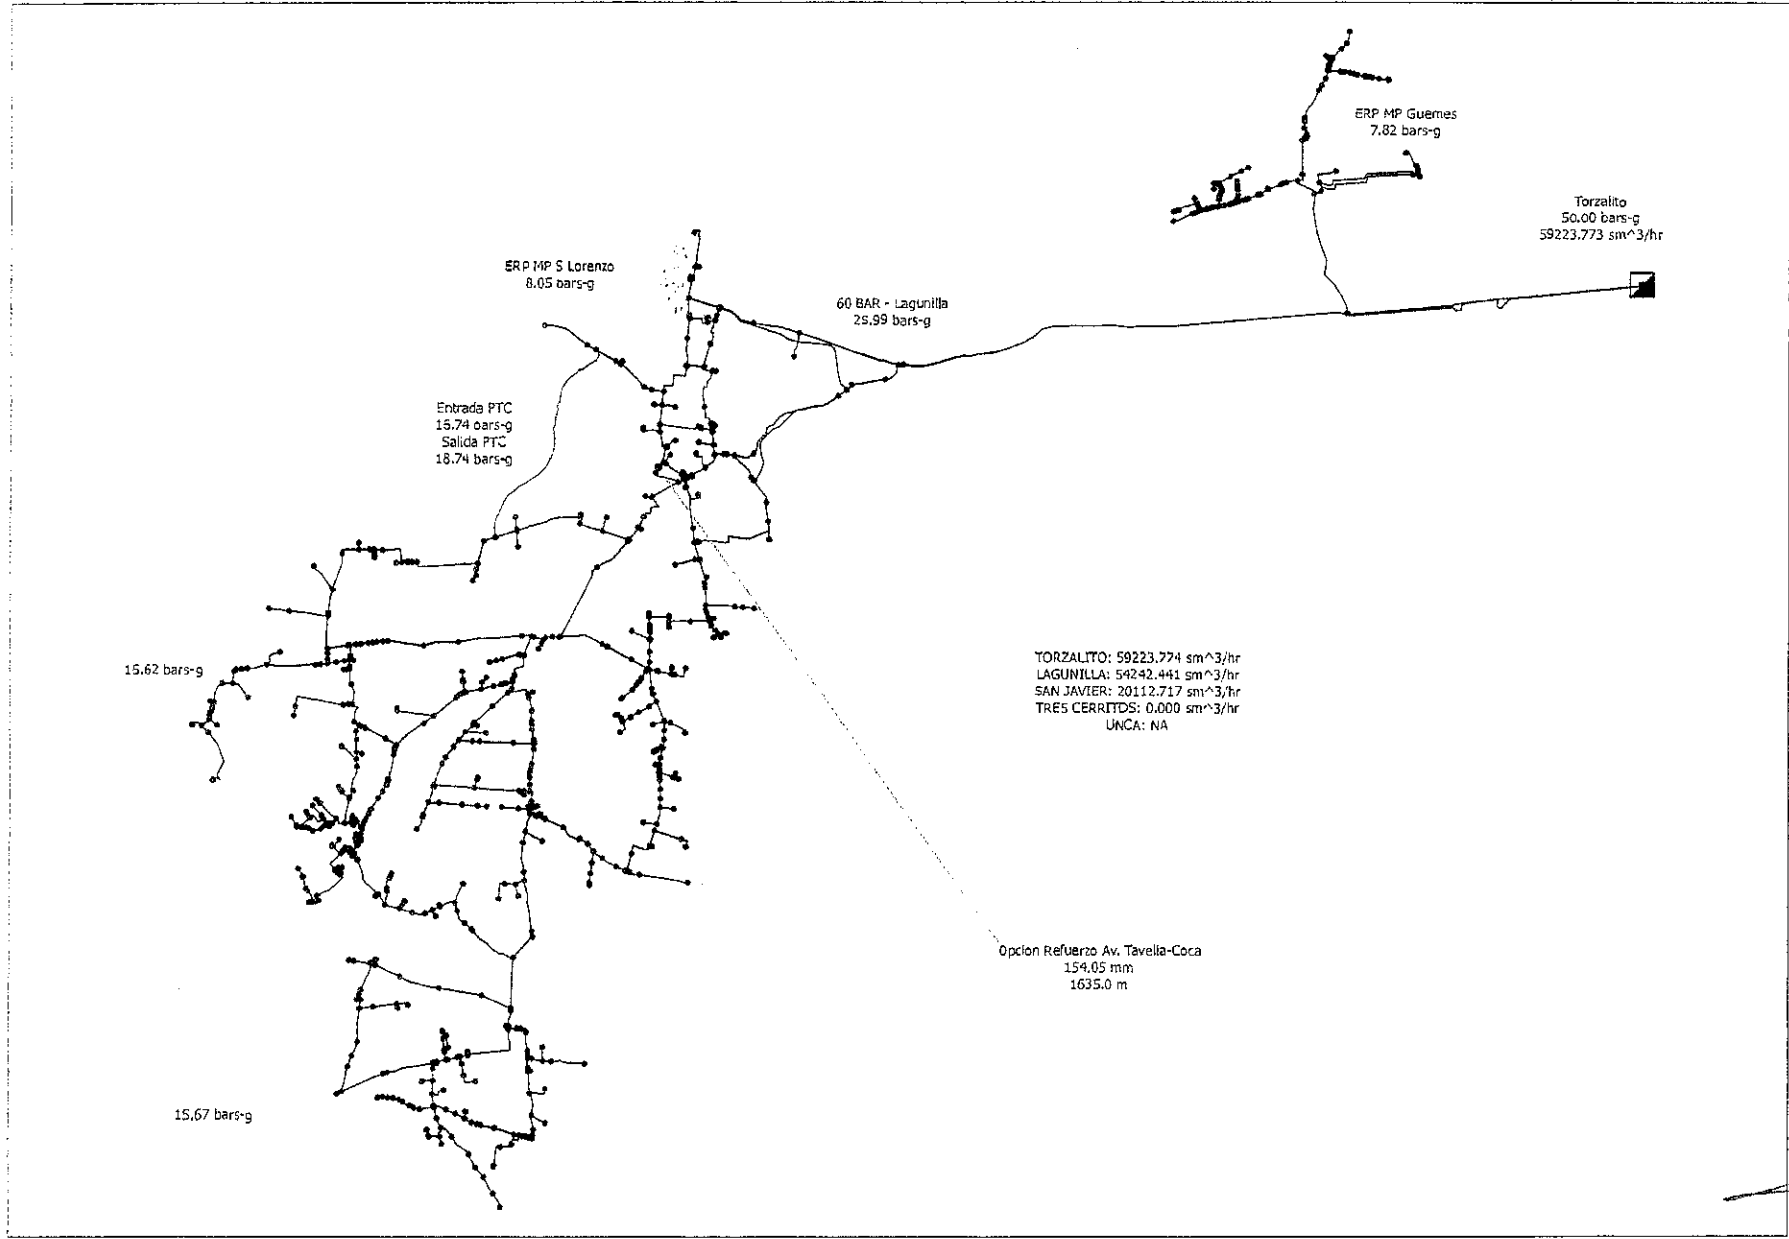 ERP MP Guemes
7.82 bars-g
Torzalito
50.00 bars-g
59223.773 sm^3/hr
ERP MP S Lorenzo
8.05 bars-g
60 BAR - Lagunilla
25.99 bars-g
Entrada PTC
15.74 bars-g
Salida PTC
18.74 bars-g
15.62 bars-g
TORZALITO: 59223.774 sm^3/hr
LAGUNILLA: 54242.441 sm^3/hr
SAN JAVIER: 20112.717 sm^3/hr
TRES CERRITOS: 0.000 sm^3/hr
UNCA: NA
Opcion Refuerzo Av. Tavella-Coca
154.05 mm
1635.0 m
15.67 bars-g